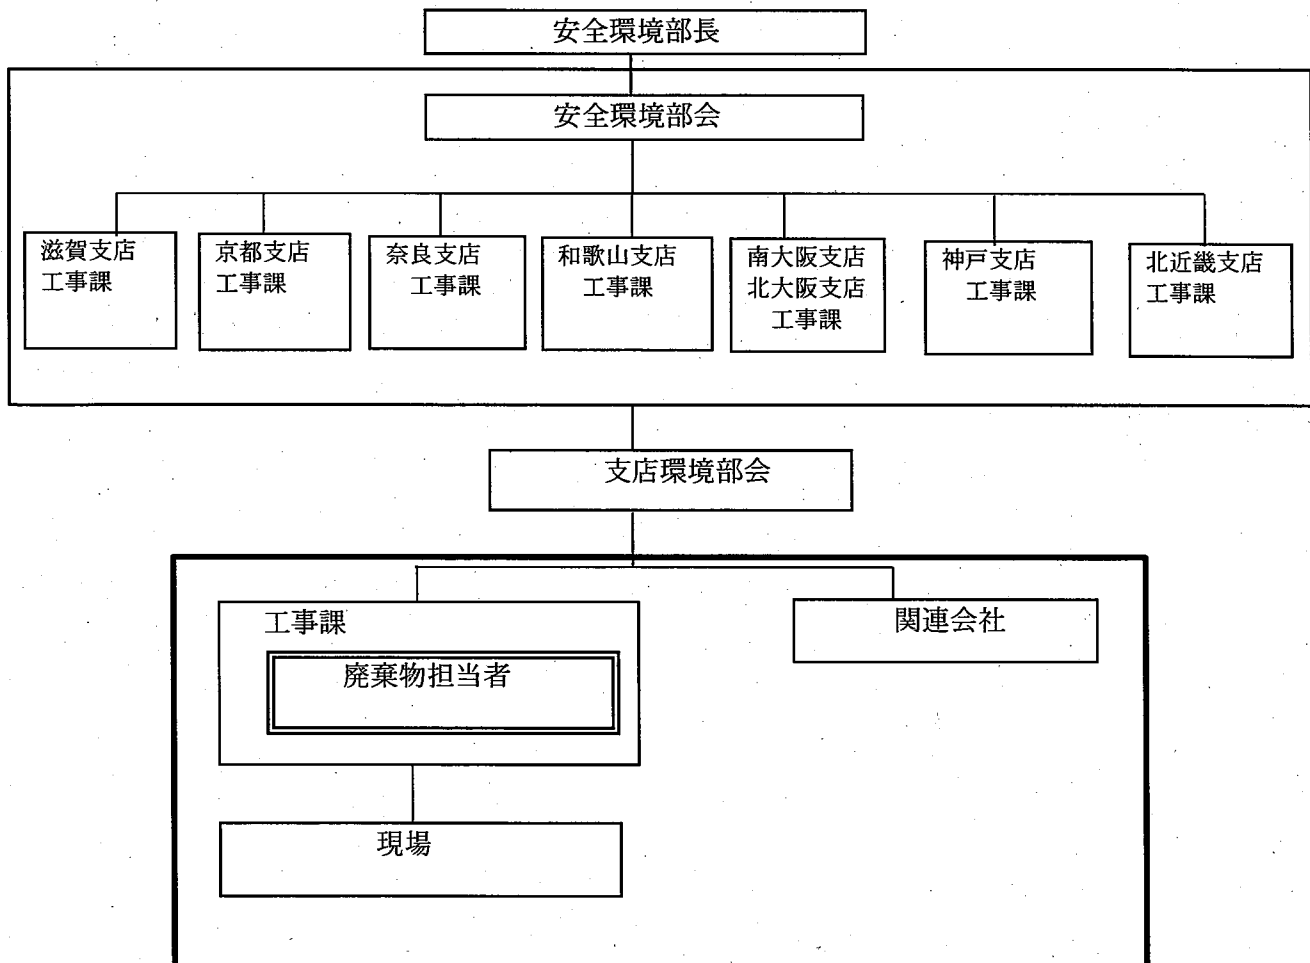 安全環境部長
安全環境部会
滋賀支店
工事課
京都支店
工事課
奈良支店
工事課
和歌山支店
工事課
南大阪支店
北大阪支店
工事課
神戸支店
工事課
北近畿支店
工事課
支店環境部会
工事課
廃棄物担当者
関連会社
現場